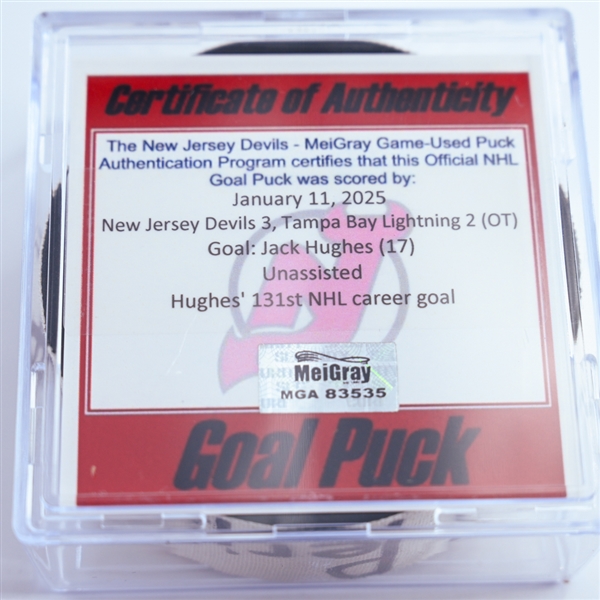 Certificate of Authenticity
The New Jersey Devils - MeiGray Game-Used Puck
Authentication Program certifies that this Official NHL
Goal Puck was scored by:
January 11, 2025
New Jersey Devils 3, Tampa Bay Lightning 2 (OT)
Goal: Jack Hughes (17)
Unassisted
Hughes' 131st NHL career goal
MeiGray
MGA 83535
Goal Puck